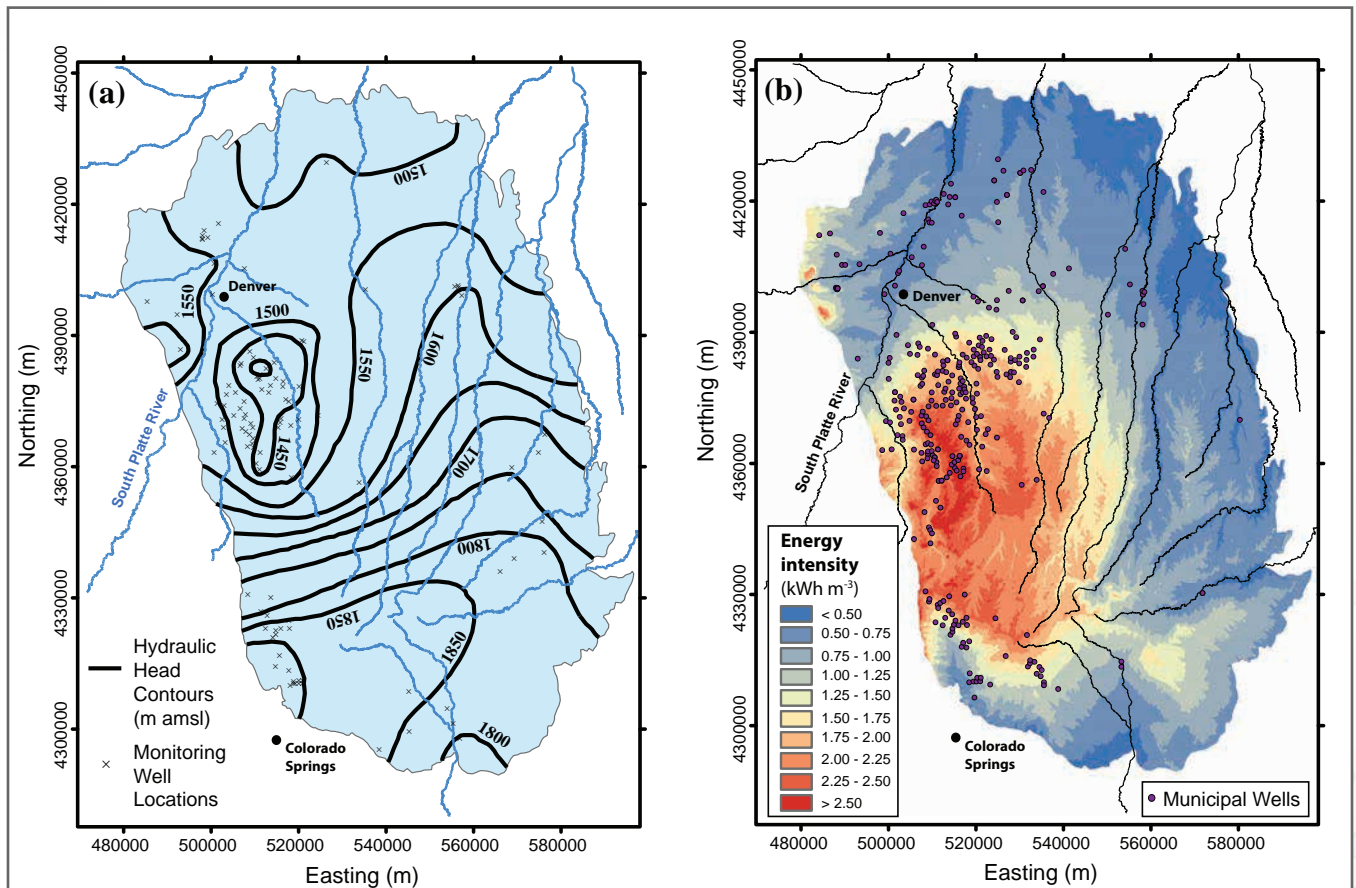 (a)
4450000
4420000
4390000
4360000
4330000
4300000
Northing (m)
1500
1550
Denver
1500
1550
1600
1450
1700
South Platte River
1800
1850
1850
1800
Hydraulic
Head
Contours
(m amsl)
Monitoring
Well
Locations
Colorado
Springs
480000
500000
520000
540000
560000
580000
Easting (m)
(b)
4450000
4420000
4390000
4360000
4330000
4300000
Northing (m)
Denver
South Platte River
Energy
intensity
(kWh m-3)
< 0.50
0.50 - 0.75
0.75 - 1.00
1.00 - 1.25
1.25 - 1.50
1.50 - 1.75
1.75 - 2.00
2.00 - 2.25
2.25 - 2.50
> 2.50
Colorado
Springs
Municipal Wells
480000
500000
520000
540000
560000
580000
Easting (m)